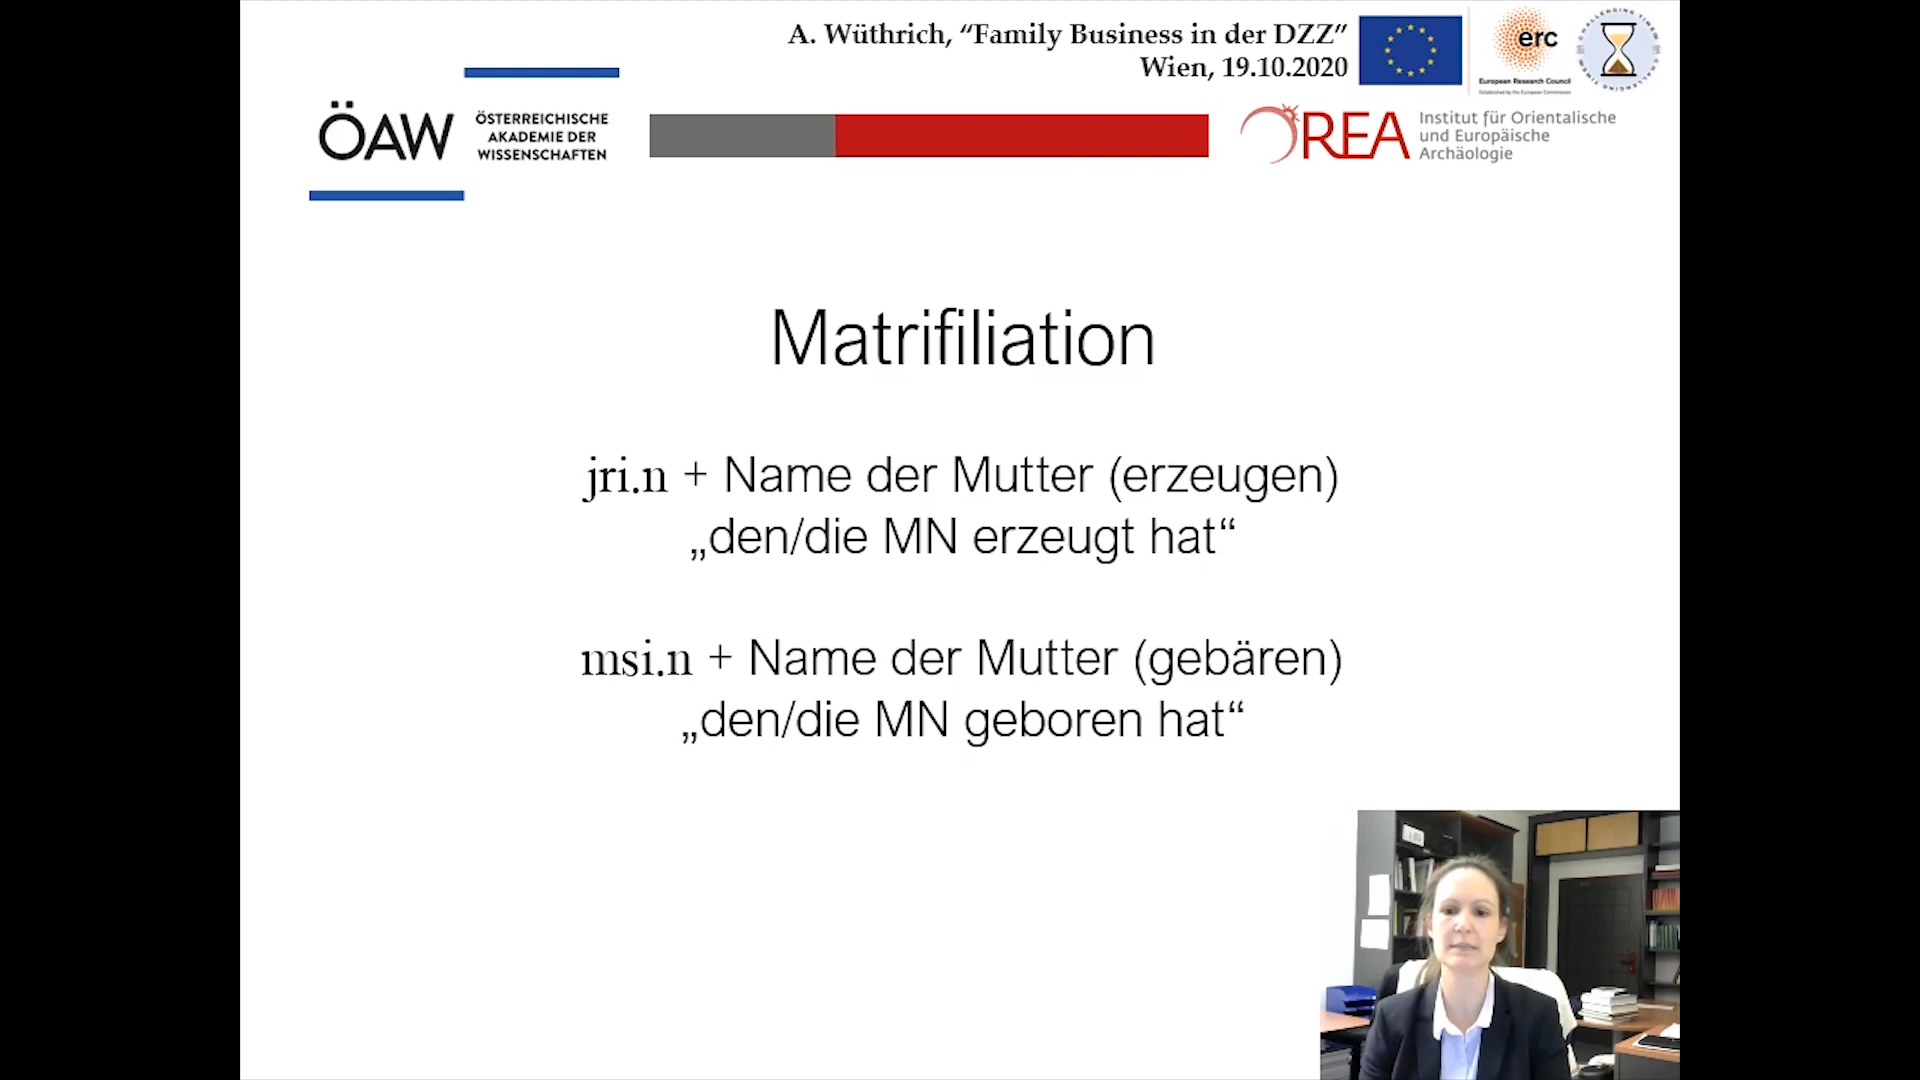 A. Wüthrich, “Family Business in der DZZ”
Wien, 19.10.2020
erc
European Research Council
Established by the European Commission
ÖAW
ÖSTERREICHISCHE
AKADEMIE DER
WISSENSCHAFTEN
OREA
Institut für Orientalische
und Europäische
Archäologie
Matrifiliation
jri.n + Name der Mutter (erzeugen)
„den/die MN erzeugt hat“
msi.n + Name der Mutter (gebären)
„den/die MN geboren hat“